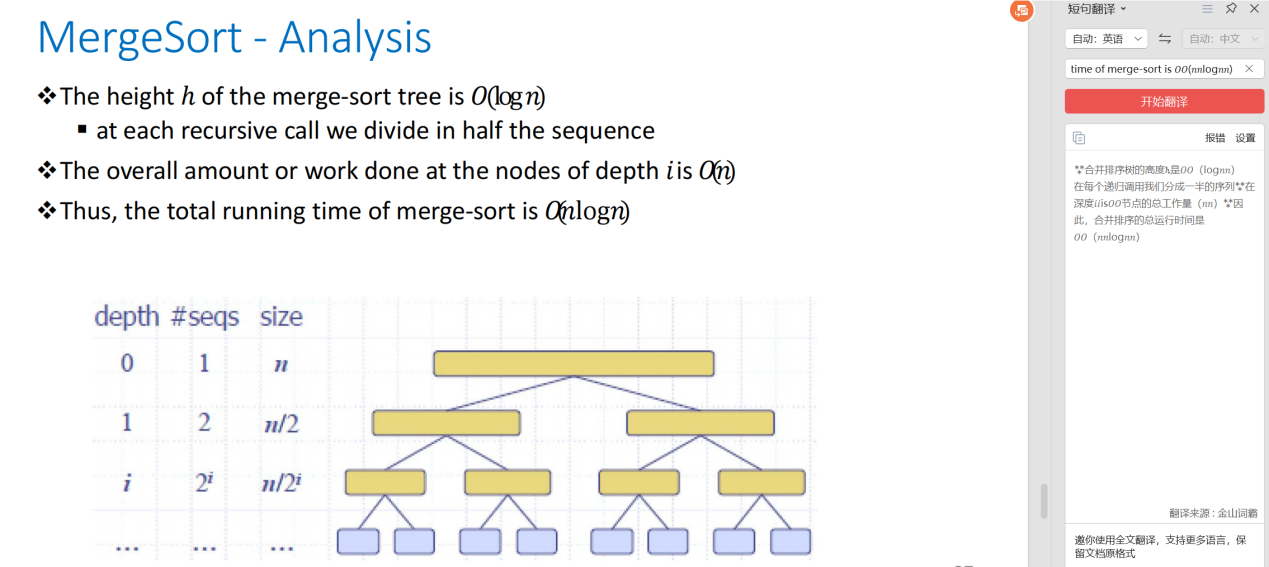 MergeSort - Analysis
❖The height h of the merge-sort tree is O(log n)
▪ at each recursive call we divide in half the sequence
❖The overall amount or work done at the nodes of depth i is O(n)
❖Thus, the total running time of merge-sort is O(nlogn)
depth #seqs size
0 1 n
1 2 n/2
i 2ⁱ n/2ⁱ
... ... ...
短句翻译
自动：英语 自动：中文
time of merge-sort is 𝑂𝑂(𝑛𝑛log𝑛𝑛)
开始翻译
报错 设置
❖合并排序树的高度h是𝑂𝑂（log𝑛𝑛）
在每个递归调用我们分成一半的序列❖在
深度𝑖𝑖is𝑂𝑂节点的总工作量（𝑛𝑛）❖因
此，合并排序的总运行时间是
𝑂𝑂（𝑛𝑛log𝑛𝑛）
翻译来源：金山词霸
邀你使用全文翻译，支持更多语言，保
留文档原格式